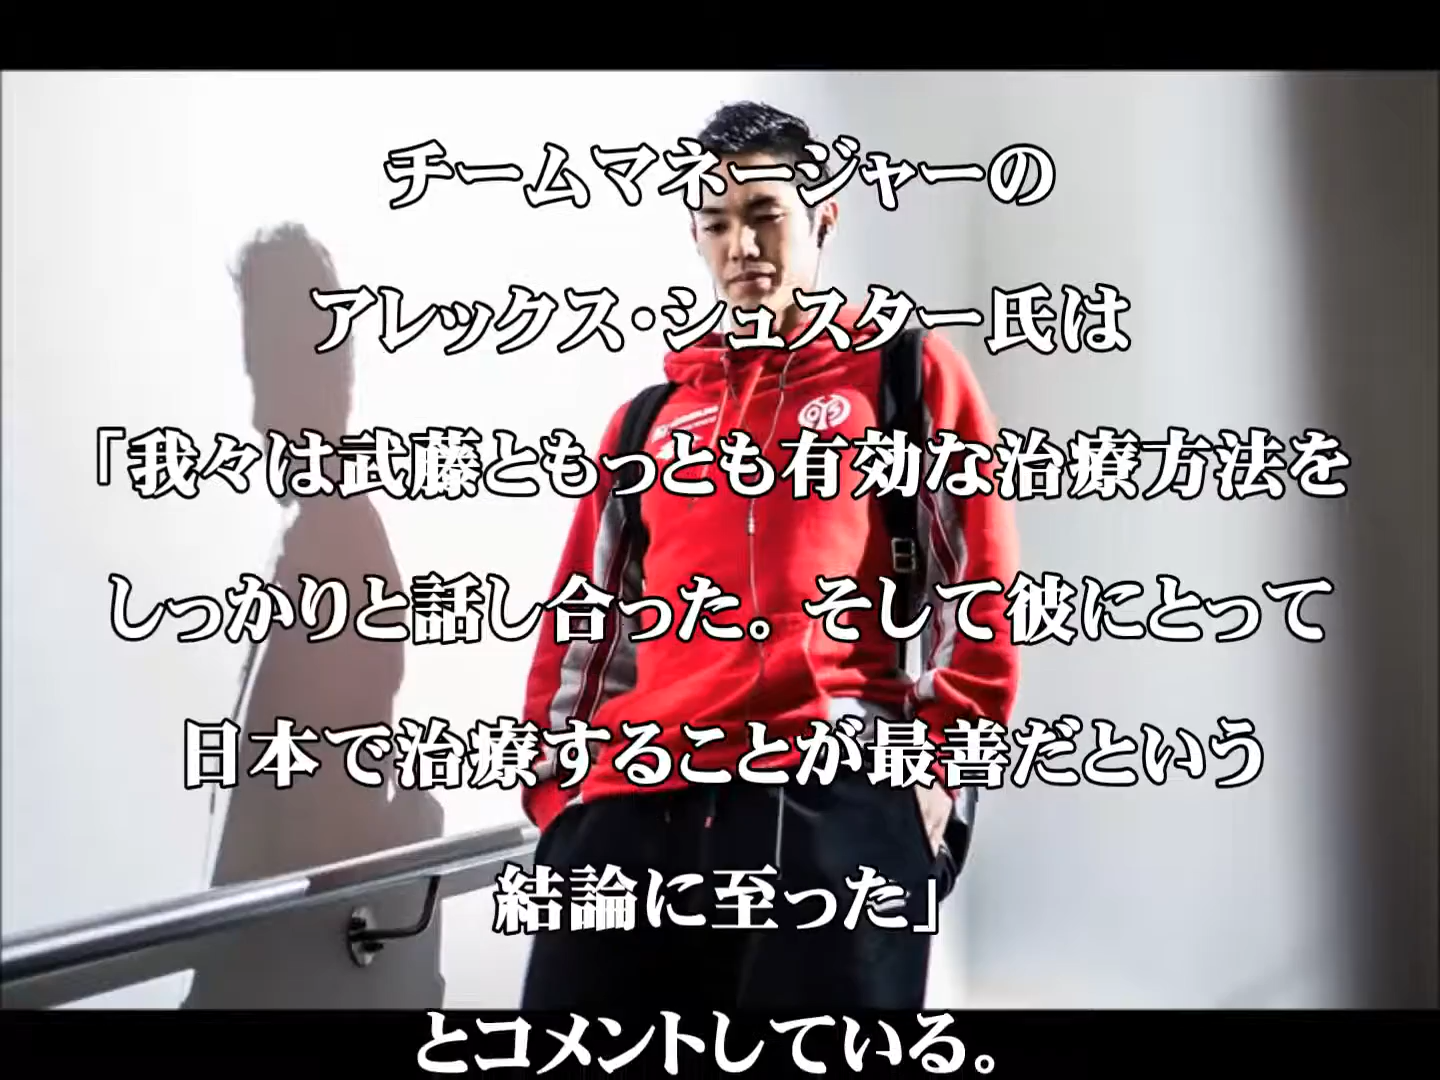 チームマネージャーの
アレックス・シュスター氏は
「我々は武藤ともっとも有効な治療方法を
しっかりと話し合った。そして彼にとって
日本で治療することが最善だという
結論に至った」
とコメントしている。